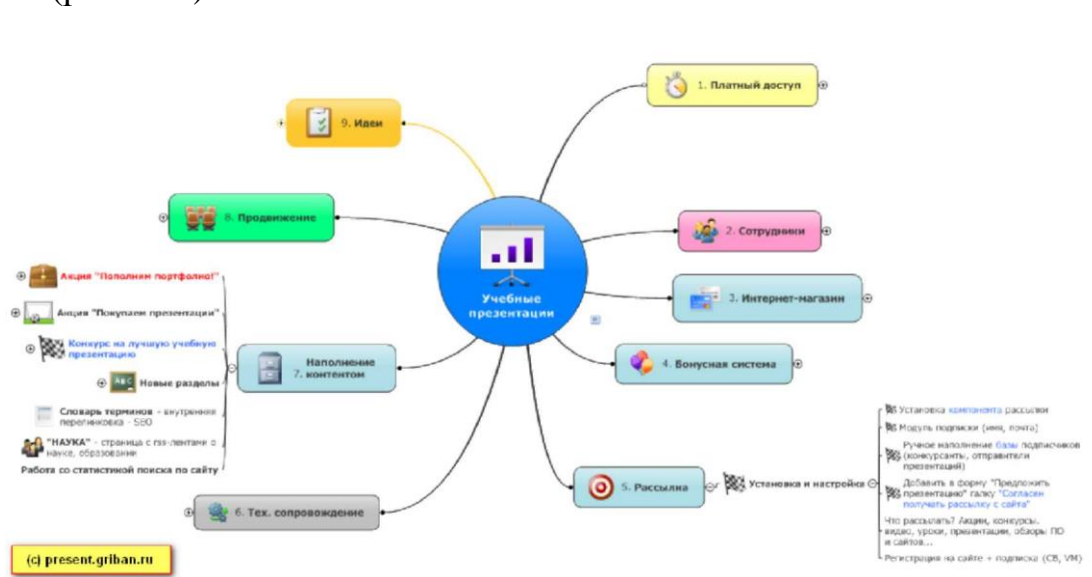 1. Платный доступ
9. Идеи
8. Продвижение
2. Сотрудники
Учебные
презентации
3. Интернет-магазин
4. Бонусная система
Акция "Пополним портфолио!"
Акция "Покупаем презентации"
Конкурс на лучшую учебную
презентацию
Новые разделы
Словарь терминов - внутренняя
перелинковка - SEO
"НАУКА" - страница с rss-лентами о
науке, образовании
Работа со статистикой поиска по сайту
Наполнение
7. контентом
5. Рассылка
Установка и настройка
Установка компонента рассылки
Модуль подписки (имя, почта)
Ручное наполнение базы подписчиков
(конкурсанты, отправители
презентаций)
Добавить в форму "Предложить
презентацию" галку "Согласен
получать рассылку с сайта"
Что рассылать? Акции, конкурсы,
видео, уроки, презентации, обзоры ПО
и сайтов...
Регистрация на сайте + подписка (CB, VM)
6. Тех. сопровождение
(c) present.griban.ru